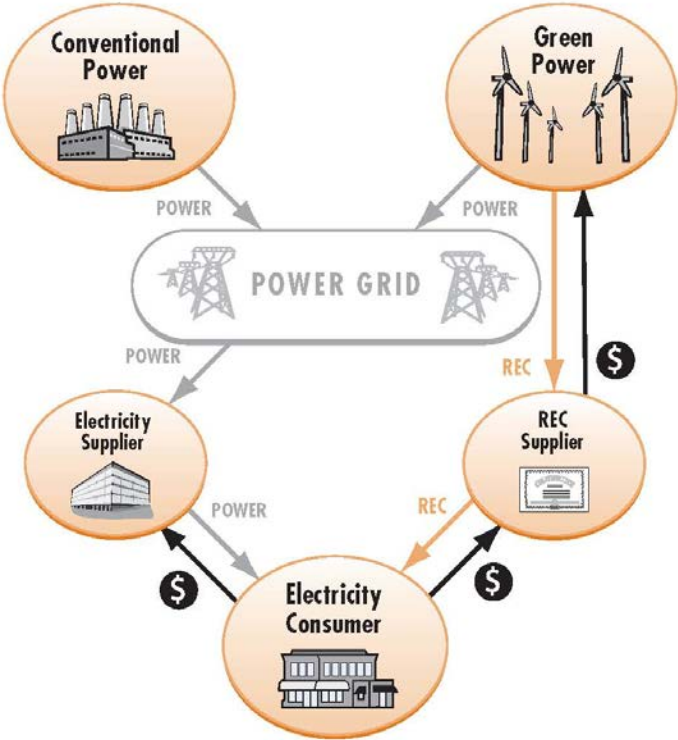 Conventional
Power
Green
Power
POWER
POWER
POWER GRID
POWER
REC
$
Electricity
Supplier
REC
Supplier
POWER
REC
$
$
Electricity
Consumer